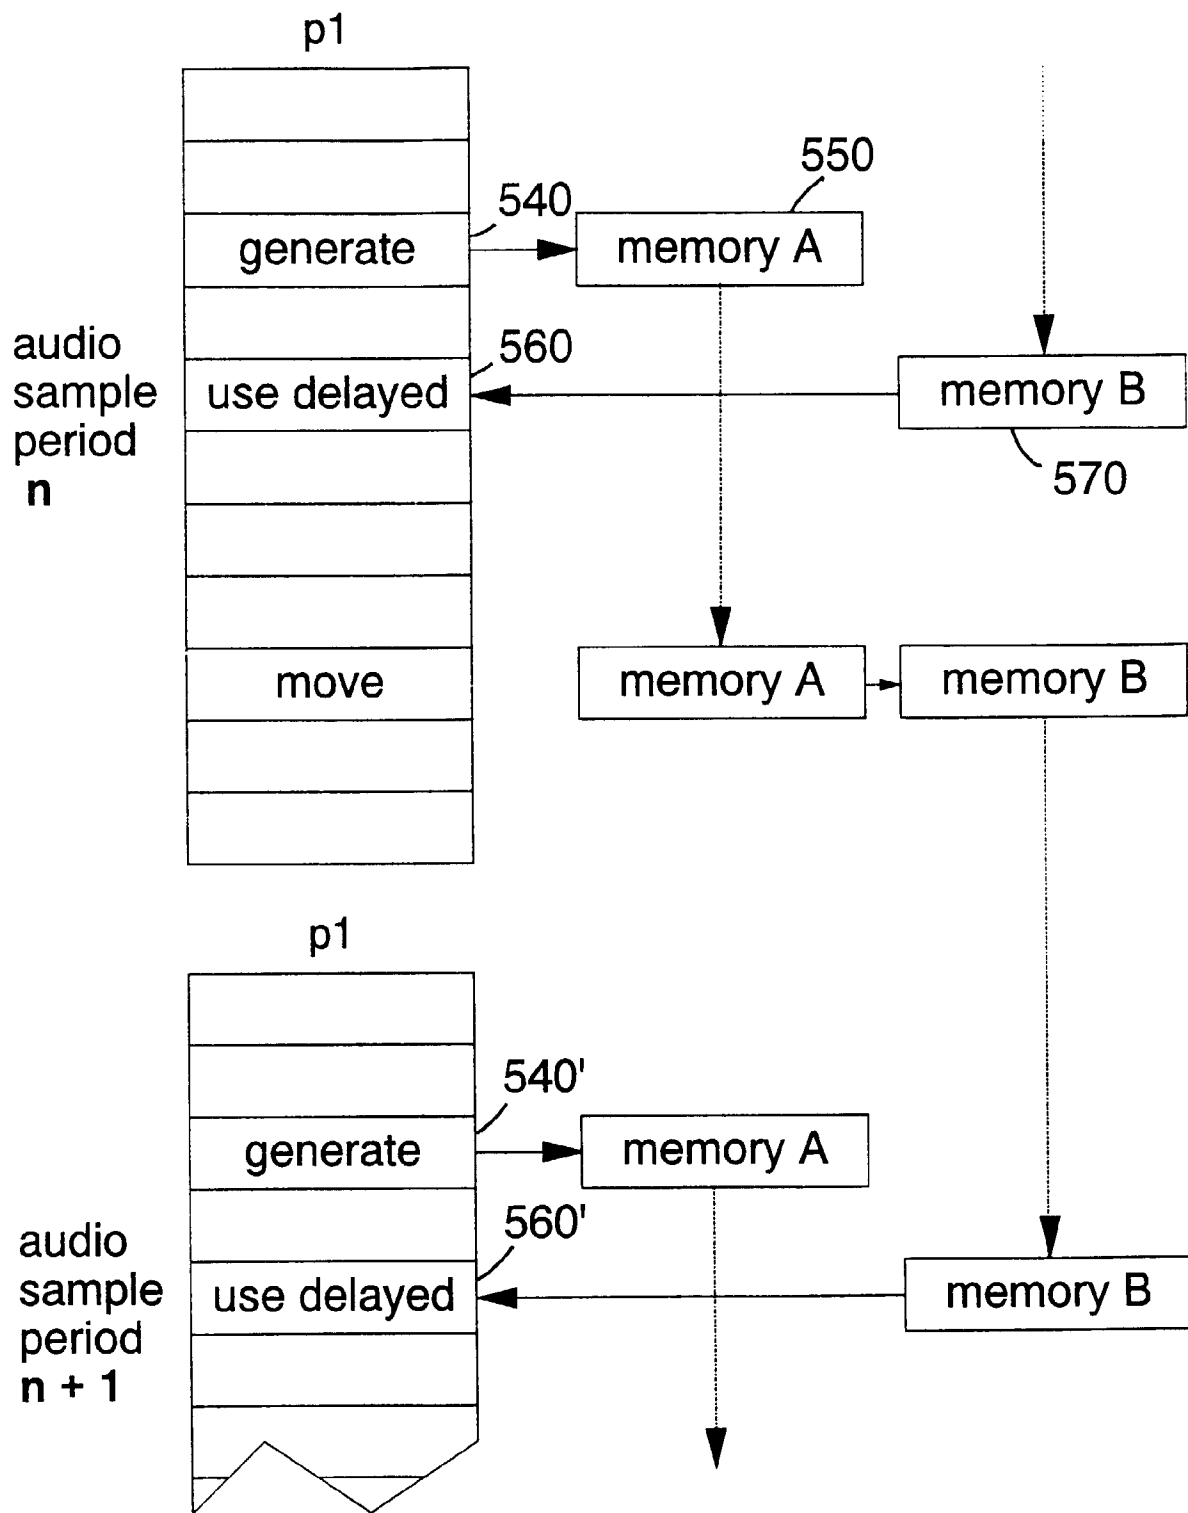 p1
550
540
generate
memory A
audio
sample
period
n
560
use delayed
memory B
570
move
memory A
memory B
p1
540'
generate
memory A
audio
sample
period
n + 1
560'
use delayed
memory B